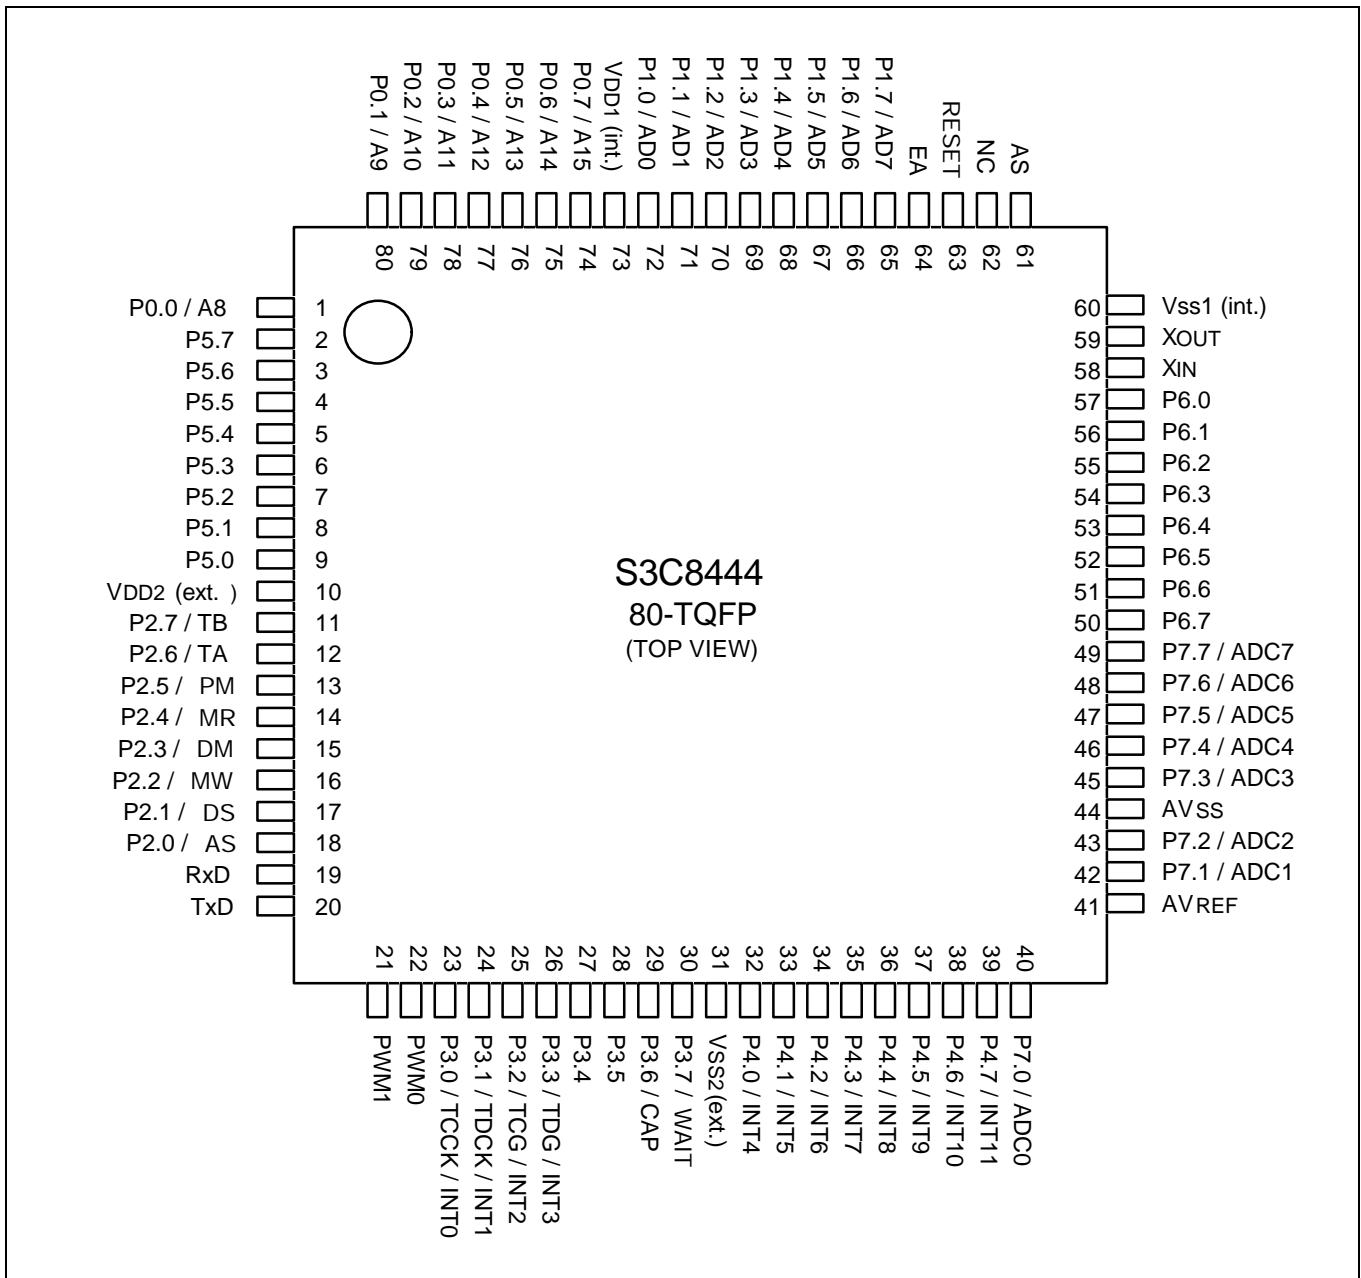 P0.1 / A9
P0.2 / A10
P0.3 / A11
P0.4 / A12
P0.5 / A13
P0.6 / A14
P0.7 / A15
VDD1 (int.)
P1.0 / AD0
P1.1 / AD1
P1.2 / AD2
P1.3 / AD3
P1.4 / AD4
P1.5 / AD5
P1.6 / AD6
P1.7 / AD7
EA
RESET
NC
AS
80 79 78 77 76 75 74 73 72 71 70 69 68 67 66 65 64 63 62 61
P0.0 / A8 1
P5.7 2
P5.6 3
P5.5 4
P5.4 5
P5.3 6
P5.2 7
P5.1 8
P5.0 9
VDD2 (ext. ) 10
P2.7 / TB 11
P2.6 / TA 12
P2.5 / PM 13
P2.4 / MR 14
P2.3 / DM 15
P2.2 / MW 16
P2.1 / DS 17
P2.0 / AS 18
RxD 19
TxD 20
S3C8444
80-TQFP
(TOP VIEW)
60 Vss1 (int.)
59 XOUT
58 XIN
57 P6.0
56 P6.1
55 P6.2
54 P6.3
53 P6.4
52 P6.5
51 P6.6
50 P6.7
49 P7.7 / ADC7
48 P7.6 / ADC6
47 P7.5 / ADC5
46 P7.4 / ADC4
45 P7.3 / ADC3
44 AVSS
43 P7.2 / ADC2
42 P7.1 / ADC1
41 AVREF
21 22 23 24 25 26 27 28 29 30 31 32 33 34 35 36 37 38 39 40
PWM1
PWM0
P3.0 / TCCK / INT0
P3.1 / TDCK / INT1
P3.2 / TCG / INT2
P3.3 / TDG / INT3
P3.4
P3.5
P3.6 / CAP
P3.7 / WAIT
VSS2 (ext.)
P4.0 / INT4
P4.1 / INT5
P4.2 / INT6
P4.3 / INT7
P4.4 / INT8
P4.5 / INT9
P4.6 / INT10
P4.7 / INT11
P7.0 / ADC0